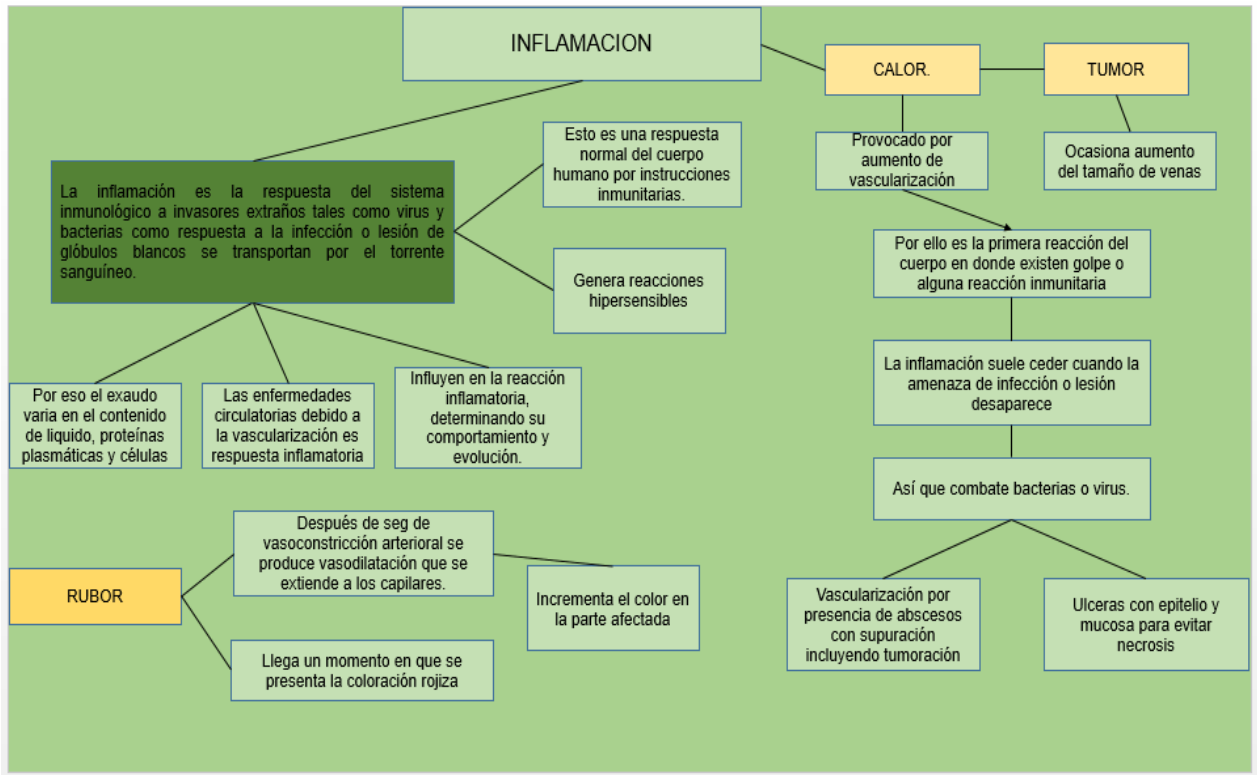 INFLAMACION
CALOR.
TUMOR
Esto es una respuesta
normal del cuerpo
humano por instrucciones
inmunitarias.
Provocado por
aumento de
vascularización
Ocasiona aumento
del tamaño de venas
La inflamación es la respuesta del sistema
inmunológico a invasores extraños tales como virus y
bacterias como respuesta a la infección o lesión de
glóbulos blancos se transportan por el torrente
sanguíneo.
Genera reacciones
hipersensibles
Por ello es la primera reacción del
cuerpo en donde existen golpe o
alguna reacción inmunitaria
La inflamación suele ceder cuando la
amenaza de infección o lesión
desaparece
Por eso el exaudo
varia en el contenido
de liquido, proteínas
plasmáticas y células
Las enfermedades
circulatorias debido a
la vascularización es
respuesta inflamatoria
Influyen en la reacción
inflamatoria,
determinando su
comportamiento y
evolución.
Así que combate bacterias o virus.
RUBOR
Después de seg de
vasoconstricción arterioral se
produce vasodilatación que se
extiende a los capilares.
Incrementa el color en
la parte afectada
Llega un momento en que se
presenta la coloración rojiza
Vascularización por
presencia de abscesos
con supuración
incluyendo tumoración
Ulceras con epitelio y
mucosa para evitar
necrosis